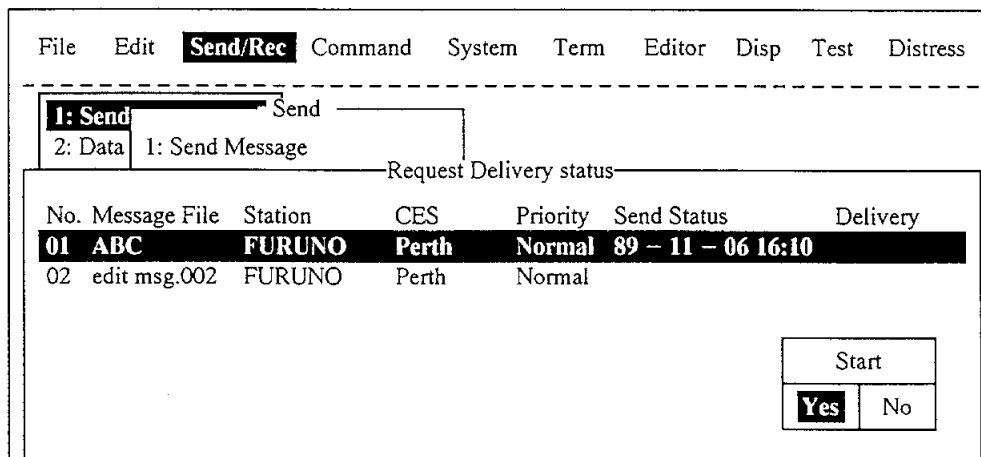 File Edit Send/Rec Command System Term Editor Disp Test Distress
1: Send Send
2: Data 1: Send Message
Request Delivery status
No. Message File Station CES Priority Send Status Delivery
01 ABC FURUNO Perth Normal 89 – 11 – 06 16:10
02 edit msg.002 FURUNO Perth Normal
Start
Yes No